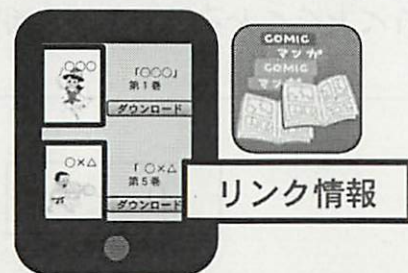 ○○○
「○○○」
第1巻
ダウンロード
○×△
「○×△
第5巻
ダウンロード
COMIC
マンガ
COMIC
マンガ
リンク情報